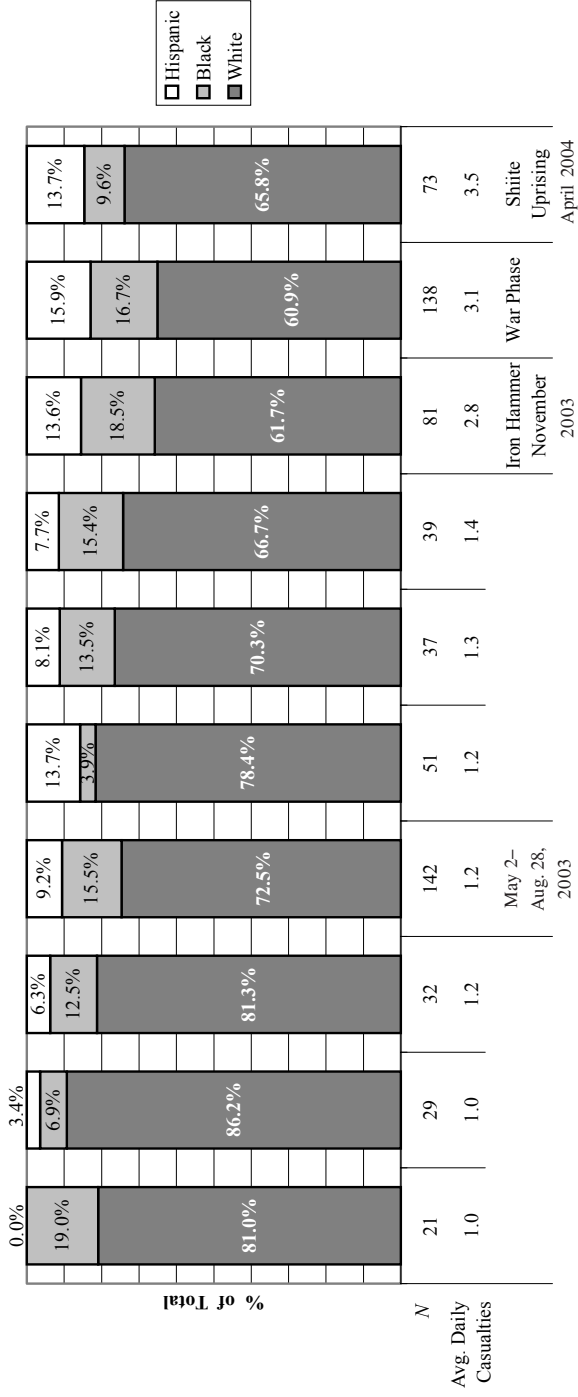 Hispanic
Black
White
% of Total
0.0%
19.0%
81.0%
3.4%
6.9%
86.2%
6.3%
12.5%
81.3%
9.2%
15.5%
72.5%
13.7%
3.9%
78.4%
8.1%
13.5%
70.3%
7.7%
15.4%
66.7%
13.6%
18.5%
61.7%
15.9%
16.7%
60.9%
13.7%
9.6%
65.8%
N 21 29 32 142 51 37 39 81 138 73
Avg. Daily
Casualties
1.0 1.0 1.2 1.2 1.2 1.3 1.4 2.8 3.1 3.5
May 2–
Aug. 28,
2003
Iron Hammer
November
2003
War Phase
Shiite
Uprising
April 2004